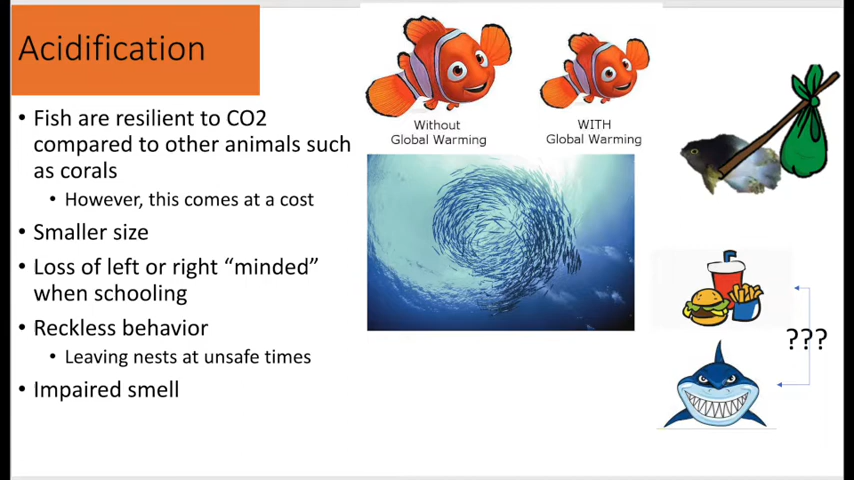 Acidification
• Fish are resilient to CO2
compared to other animals such
as corals
• However, this comes at a cost
• Smaller size
• Loss of left or right “minded”
when schooling
• Reckless behavior
• Leaving nests at unsafe times
• Impaired smell
Without
Global Warming
WITH
Global Warming
???